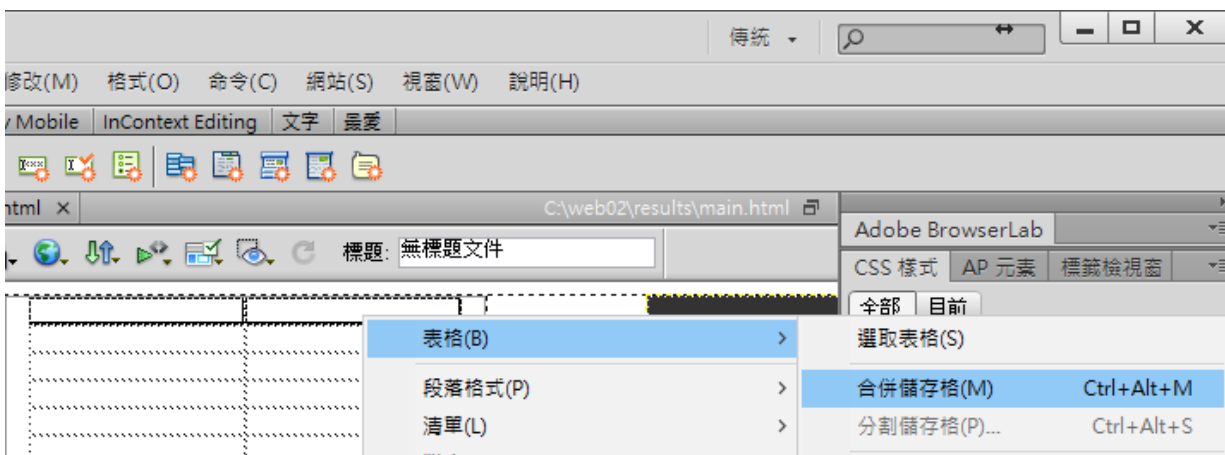 傳統
修改(M) 格式(O) 命令(C) 網站(S) 視窗(W) 說明(H)
Mobile InContext Editing 文字 最愛
html × C:\web02\results\main.html
標題: 無標題文件
Adobe BrowserLab
CSS 樣式 AP 元素 標籤檢視窗
全部 目前
表格(B)
選取表格(S)
段落格式(P)
合併儲存格(M) Ctrl+Alt+M
清單(L)
分割儲存格(P)... Ctrl+Alt+S